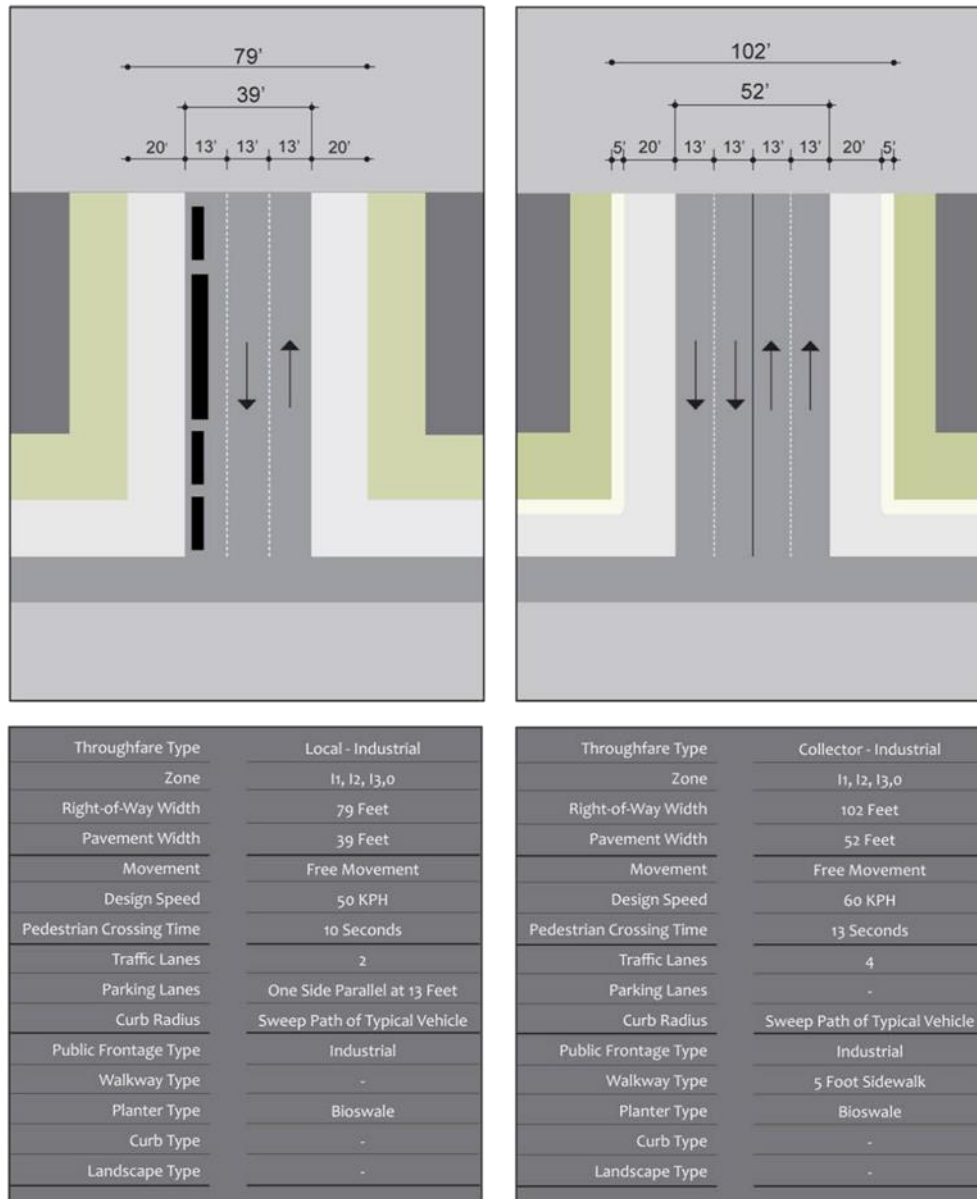 79'
39'
20' 13' 13' 13' 20'
Throughfare Type Local - Industrial
Zone I1, I2, I3,0
Right-of-Way Width 79 Feet
Pavement Width 39 Feet
Movement Free Movement
Design Speed 50 KPH
Pedestrian Crossing Time 10 Seconds
Traffic Lanes 2
Parking Lanes One Side Parallel at 13 Feet
Curb Radius Sweep Path of Typical Vehicle
Public Frontage Type Industrial
Walkway Type -
Planter Type Bioswale
Curb Type -
Landscape Type -
102'
52'
5' 20' 13' 13' 13' 13' 20' 5'
Throughfare Type Collector - Industrial
Zone I1, I2, I3,0
Right-of-Way Width 102 Feet
Pavement Width 52 Feet
Movement Free Movement
Design Speed 60 KPH
Pedestrian Crossing Time 13 Seconds
Traffic Lanes 4
Parking Lanes -
Curb Radius Sweep Path of Typical Vehicle
Public Frontage Type Industrial
Walkway Type 5 Foot Sidewalk
Planter Type Bioswale
Curb Type -
Landscape Type -